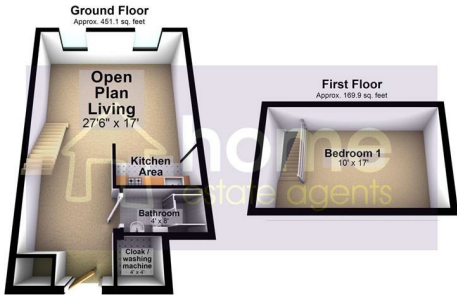 Ground Floor
Approx. 451.1 sq. feet
Open
Plan
Living
27'6" x 17'
Kitchen
Area
Bathroom
4' x 8'
Cloak /
washing
machine
4' x 4'
First Floor
Approx. 169.9 sq. feet
Bedroom 1
10' x 17'
home
estate agents